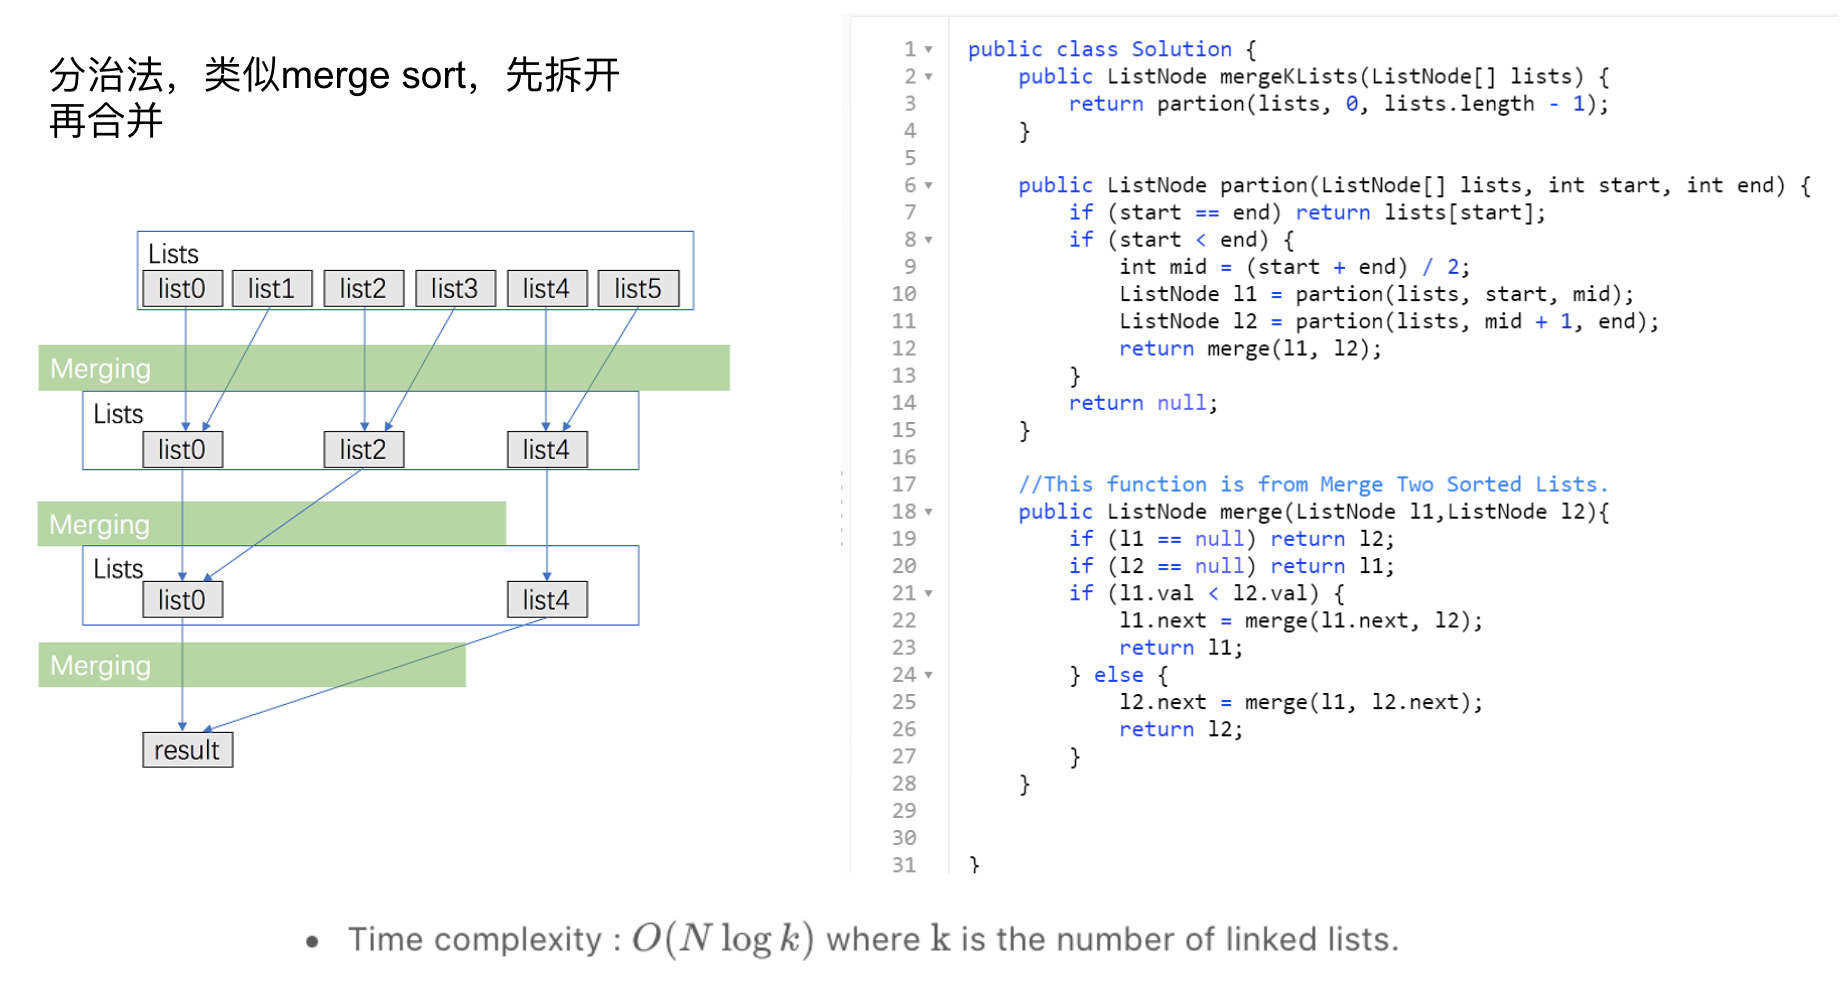 分治法，类似merge sort，先拆开
再合并
Lists
list0 list1 list2 list3 list4 list5
Merging
Lists
list0 list2 list4
Merging
Lists
list0 list4
Merging
result
1 public class Solution {
2 public ListNode mergeKLists(ListNode[] lists) {
3 return partion(lists, 0, lists.length - 1);
4 }
5
6 public ListNode partion(ListNode[] lists, int start, int end) {
7 if (start == end) return lists[start];
8 if (start < end) {
9 int mid = (start + end) / 2;
10 ListNode l1 = partion(lists, start, mid);
11 ListNode l2 = partion(lists, mid + 1, end);
12 return merge(l1, l2);
13 }
14 return null;
15 }
16
17 //This function is from Merge Two Sorted Lists.
18 public ListNode merge(ListNode l1,ListNode l2){
19 if (l1 == null) return l2;
20 if (l2 == null) return l1;
21 if (l1.val < l2.val) {
22 l1.next = merge(l1.next, l2);
23 return l1;
24 } else {
25 l2.next = merge(l1, l2.next);
26 return l2;
27 }
28 }
29
30
31 }
• Time complexity : O(N log k) where k is the number of linked lists.